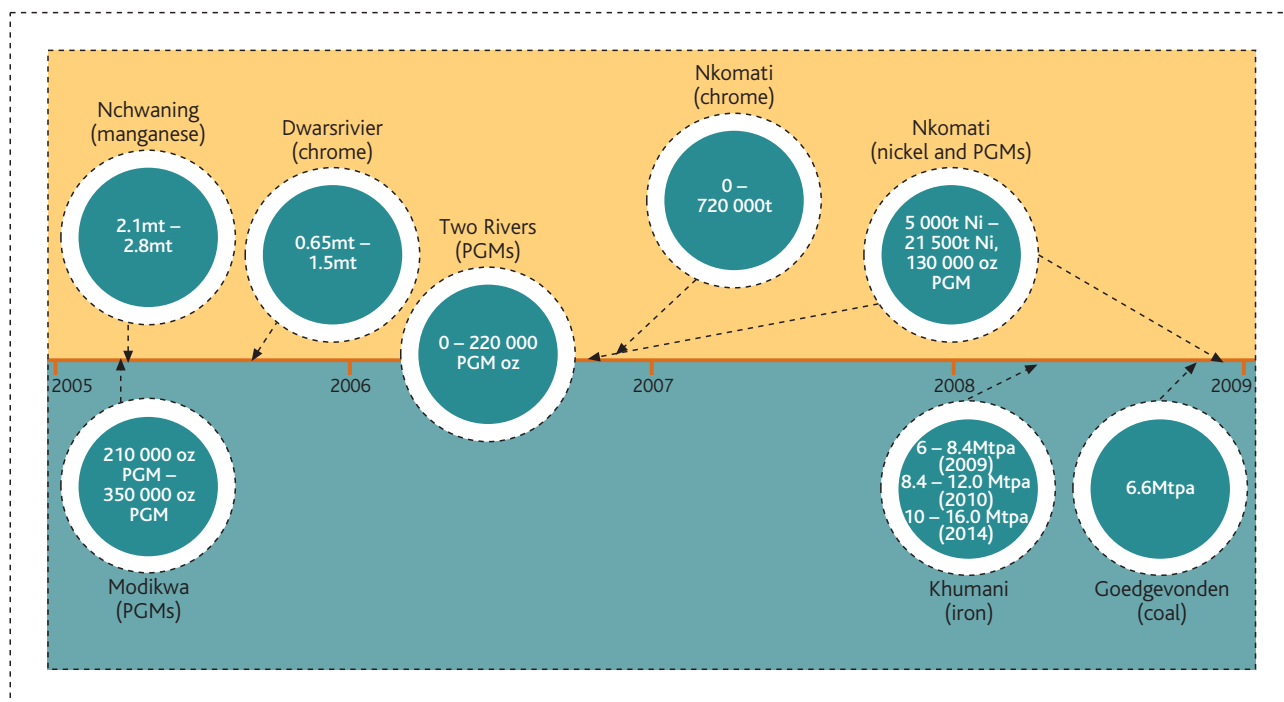 Nchwaning
(manganese)
2.1mt –
2.8mt
Dwarsrivier
(chrome)
0.65mt –
1.5mt
Two Rivers
(PGMs)
0 – 220 000
PGM oz
Nkomati
(chrome)
0 –
720 000t
Nkomati
(nickel and PGMs)
5 000t Ni –
21 500t Ni,
130 000 oz
PGM
2005
2006
2007
2008
2009
210 000 oz
PGM –
350 000 oz
PGM
Modikwa
(PGMs)
6 – 8.4Mtpa
(2009)
8.4 – 12.0 Mtpa
(2010)
10 – 16.0 Mtpa
(2014)
Khumani
(iron)
6.6Mtpa
Goedgevonden
(coal)